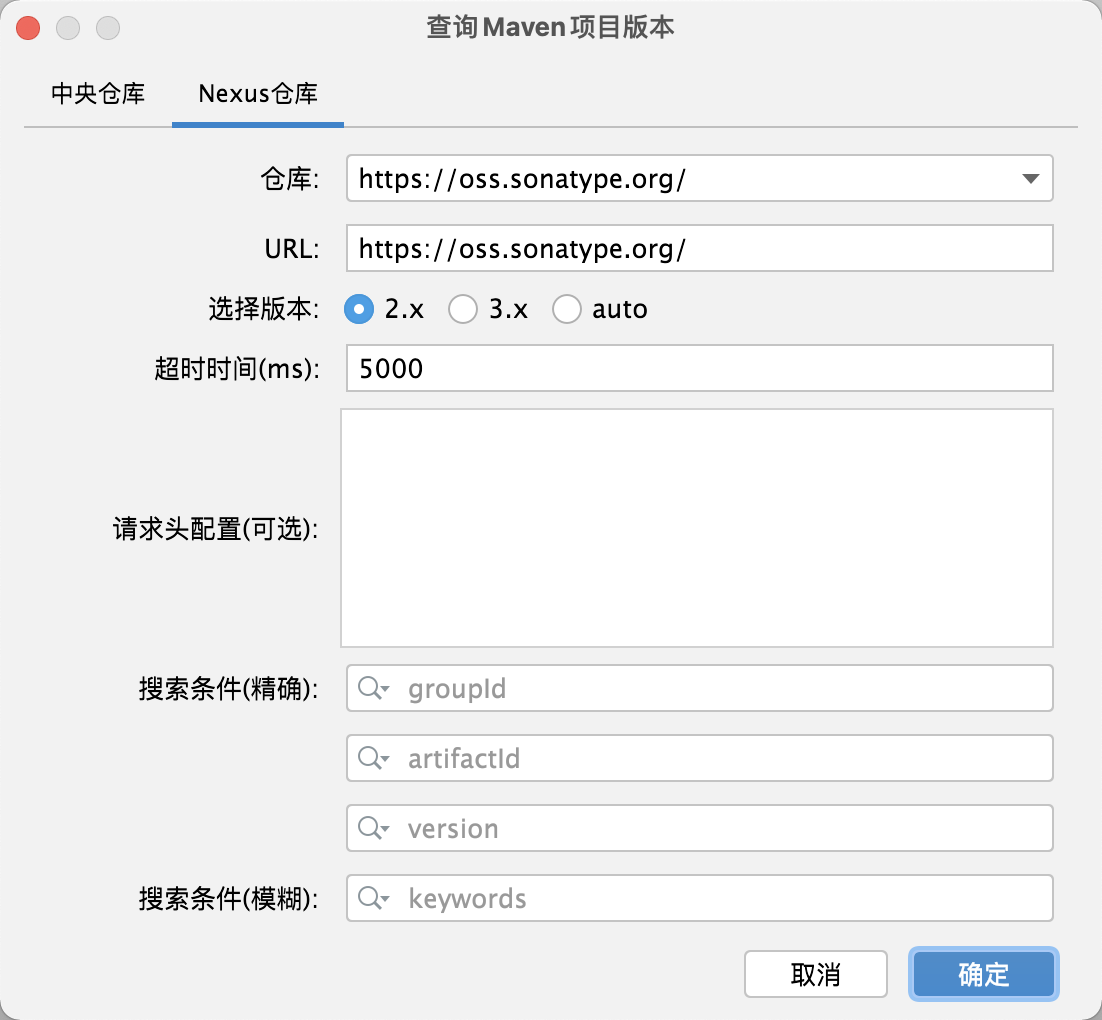 查询Maven项目版本
中央仓库 Nexus仓库
仓库: https://oss.sonatype.org/
URL: https://oss.sonatype.org/
选择版本: 2.x 3.x auto
超时时间(ms): 5000
请求头配置(可选):
搜索条件(精确): groupId
artifactId
version
搜索条件(模糊): keywords
取消 确定